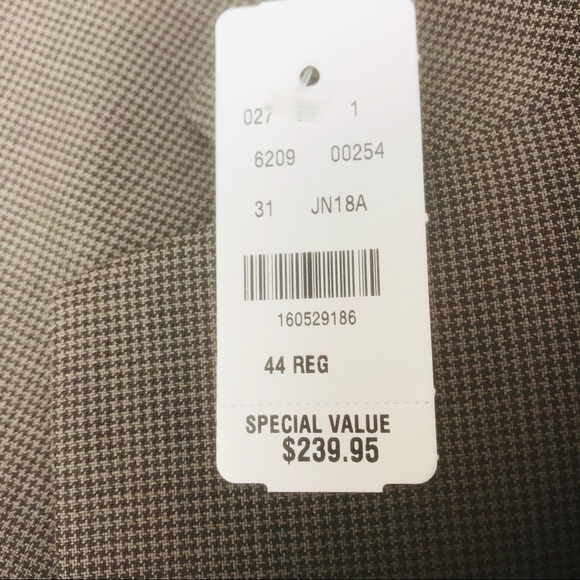 027 1
6209 00254
31 JN18A
160529186
44 REG
SPECIAL VALUE
$239.95